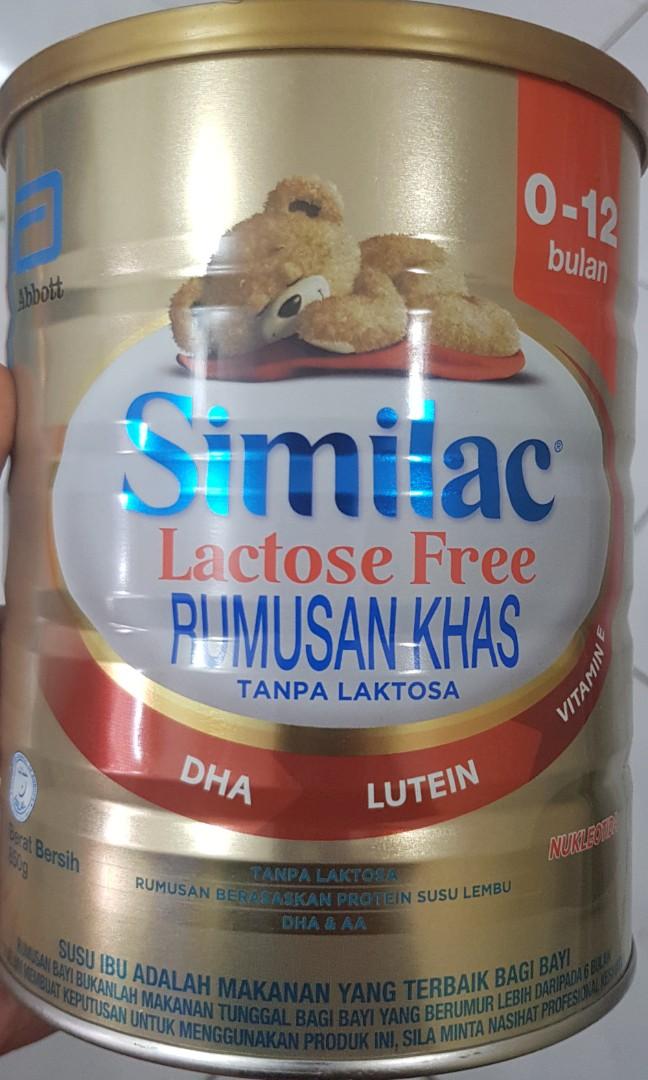 0-12
bulan
Abbott
Similac®
Lactose Free
RUMUSAN KHAS
TANPA LAKTOSA
DHA LUTEIN VITAMIN E
Berat Bersih
850g
TANPA LAKTOSA
RUMUSAN BERASASKAN PROTEIN SUSU LEMBU
DHA & AA
SUSU IBU ADALAH MAKANAN YANG TERBAIK BAGI BAYI
RUMUSAN BAYI BUKANLAH MAKANAN TUNGGAL BAGI BAYI YANG BERUMUR LEBIH DARIPADA 6 BULAN
MEMBUAT KEPUTUSAN UNTUK MENGGUNAKAN PRODUK INI, SILA MINTA NASIHAT PROFESIONAL